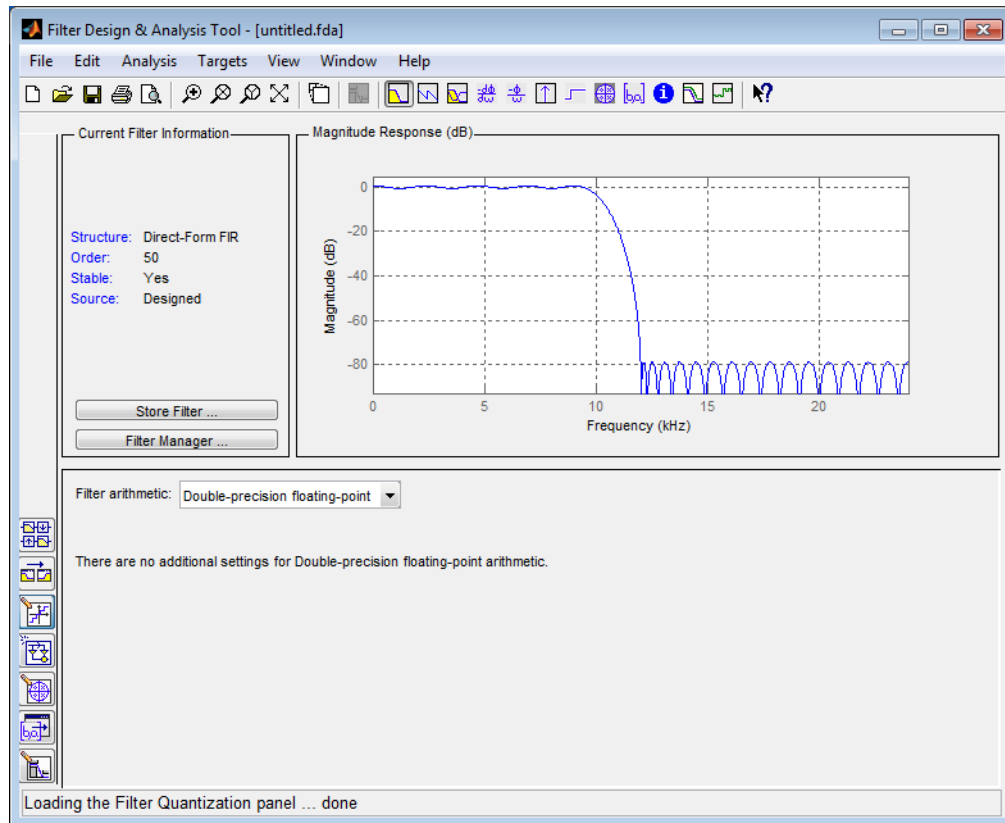 Filter Design & Analysis Tool - [untitled.fda]
File Edit Analysis Targets View Window Help
Current Filter Information
Structure: Direct-Form FIR
Order: 50
Stable: Yes
Source: Designed
Store Filter ...
Filter Manager ...
Magnitude Response (dB)
Magnitude (dB)
0
-20
-40
-60
-80
0 5 10 15 20
Frequency (kHz)
Filter arithmetic: Double-precision floating-point
There are no additional settings for Double-precision floating-point arithmetic.
Loading the Filter Quantization panel ... done